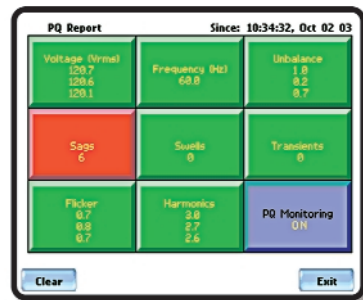 PQ Report Since: 10:34:32, Oct 02 03
Voltage (Vrms)
120.7
120.6
120.1
Frequency (Hz)
60.0
Unbalance
1.0
0.2
0.7
Sags
6
Swells
0
Transients
0
Flicker
0.7
0.8
0.7
Harmonics
3.0
2.7
2.6
PQ Monitoring
ON
Clear Exit